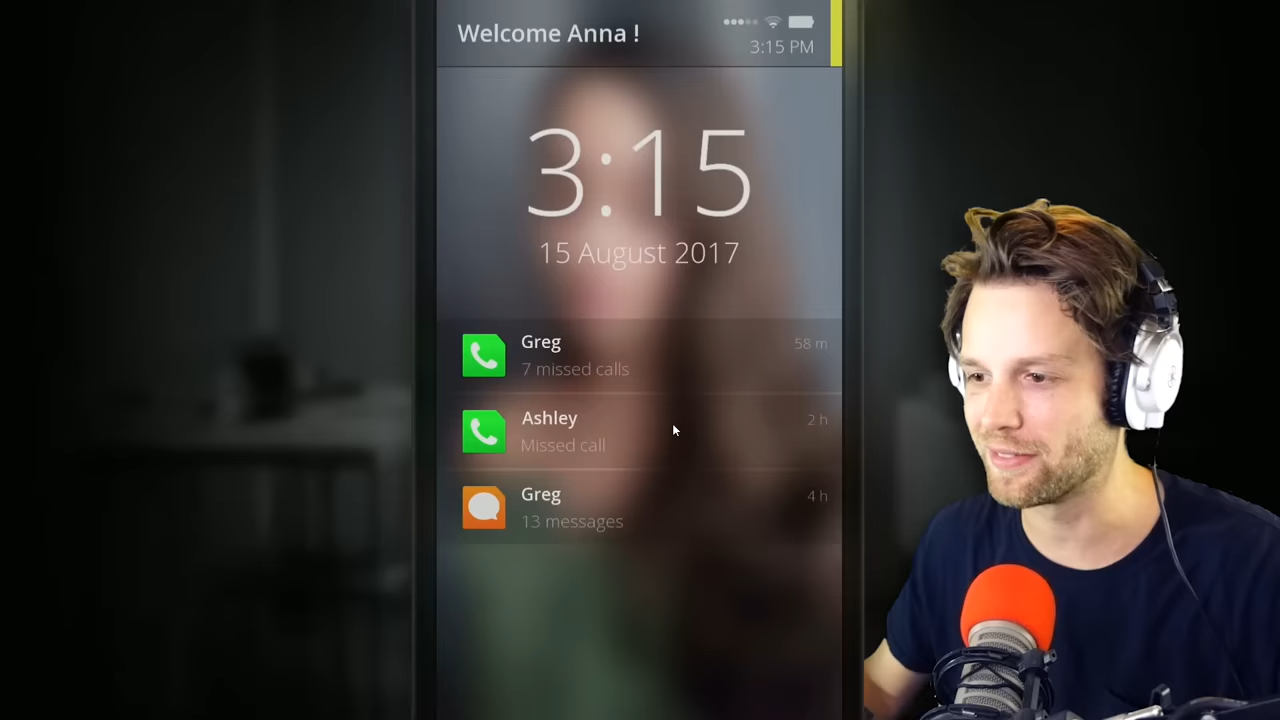 Welcome Anna !
3:15 PM
3:15
15 August 2017
Greg
58 m
7 missed calls
Ashley
2 h
Missed call
Greg
4 h
13 messages